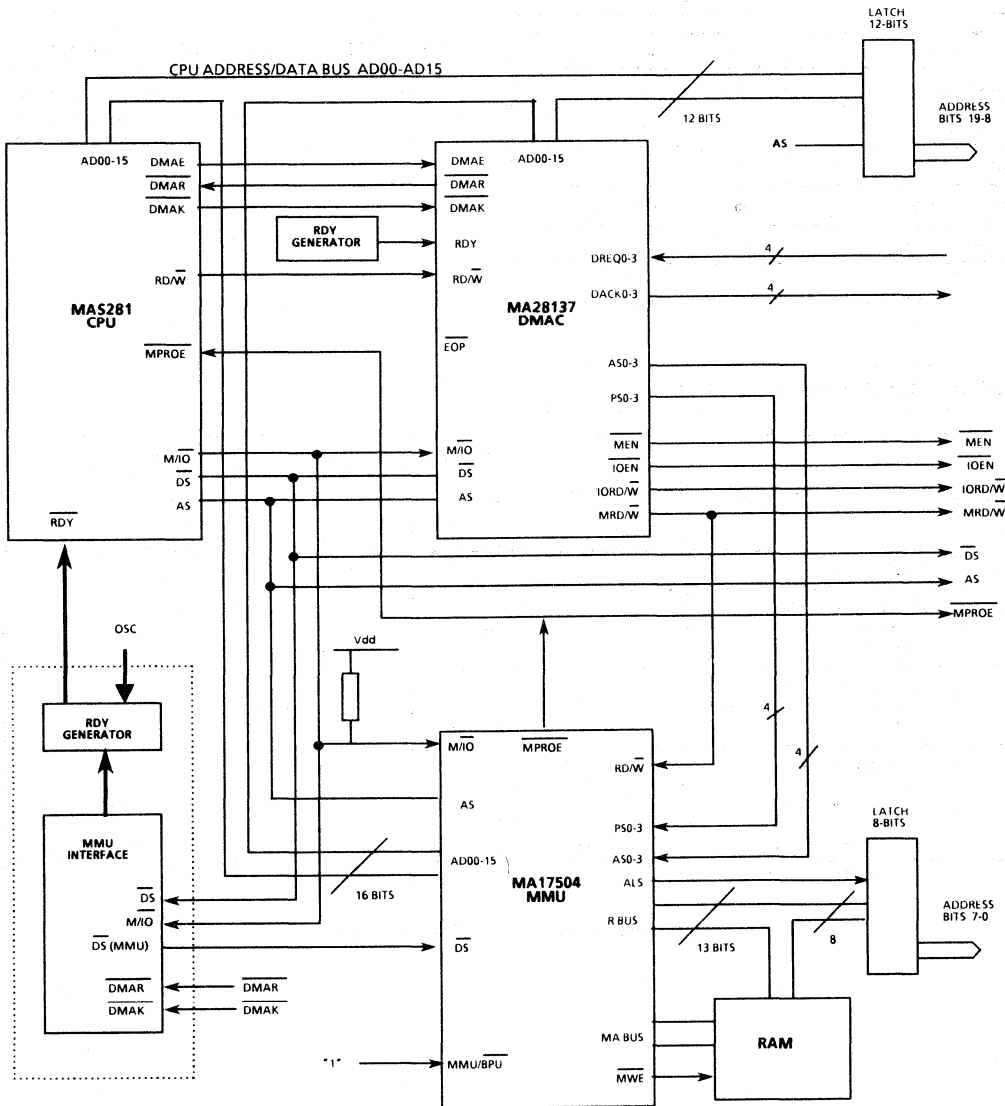 LATCH
12-BITS
CPU ADDRESS/DATA BUS AD00-AD15
12 BITS
ADDRESS
BITS 19-8
AS
AD00-15
DMAE
DMAR
DMAK
RD/W
MAS281
CPU
MPROE
M/IO
DS
AS
RDY
RDY
GENERATOR
AD00-15
DMAE
DMAR
DMAK
RDY
RD/W
MA28137
DMAC
EOP
M/IO
DS
AS
DREQ0-3
DACK0-3
AS0-3
PS0-3
MEN
IOEN
IORD/W
MRD/W
4
4
MEN
IOEN
IORD/W
MRD/W
DS
AS
MPROE
OSC
Vdd
RDY
GENERATOR
MMU
INTERFACE
DS
M/IO
DS (MMU)
DMAR
DMAK
DMAR
DMAK
16 BITS
"1"
M/IO
MPROE
RD/W
AS
PS0-3
AD00-15
AS0-3
MA17504
MMU
ALS
R BUS
DS
MA BUS
MMU/BPU
MWE
4
4
13 BITS
8
LATCH
8-BITS
ADDRESS
BITS 7-0
RAM